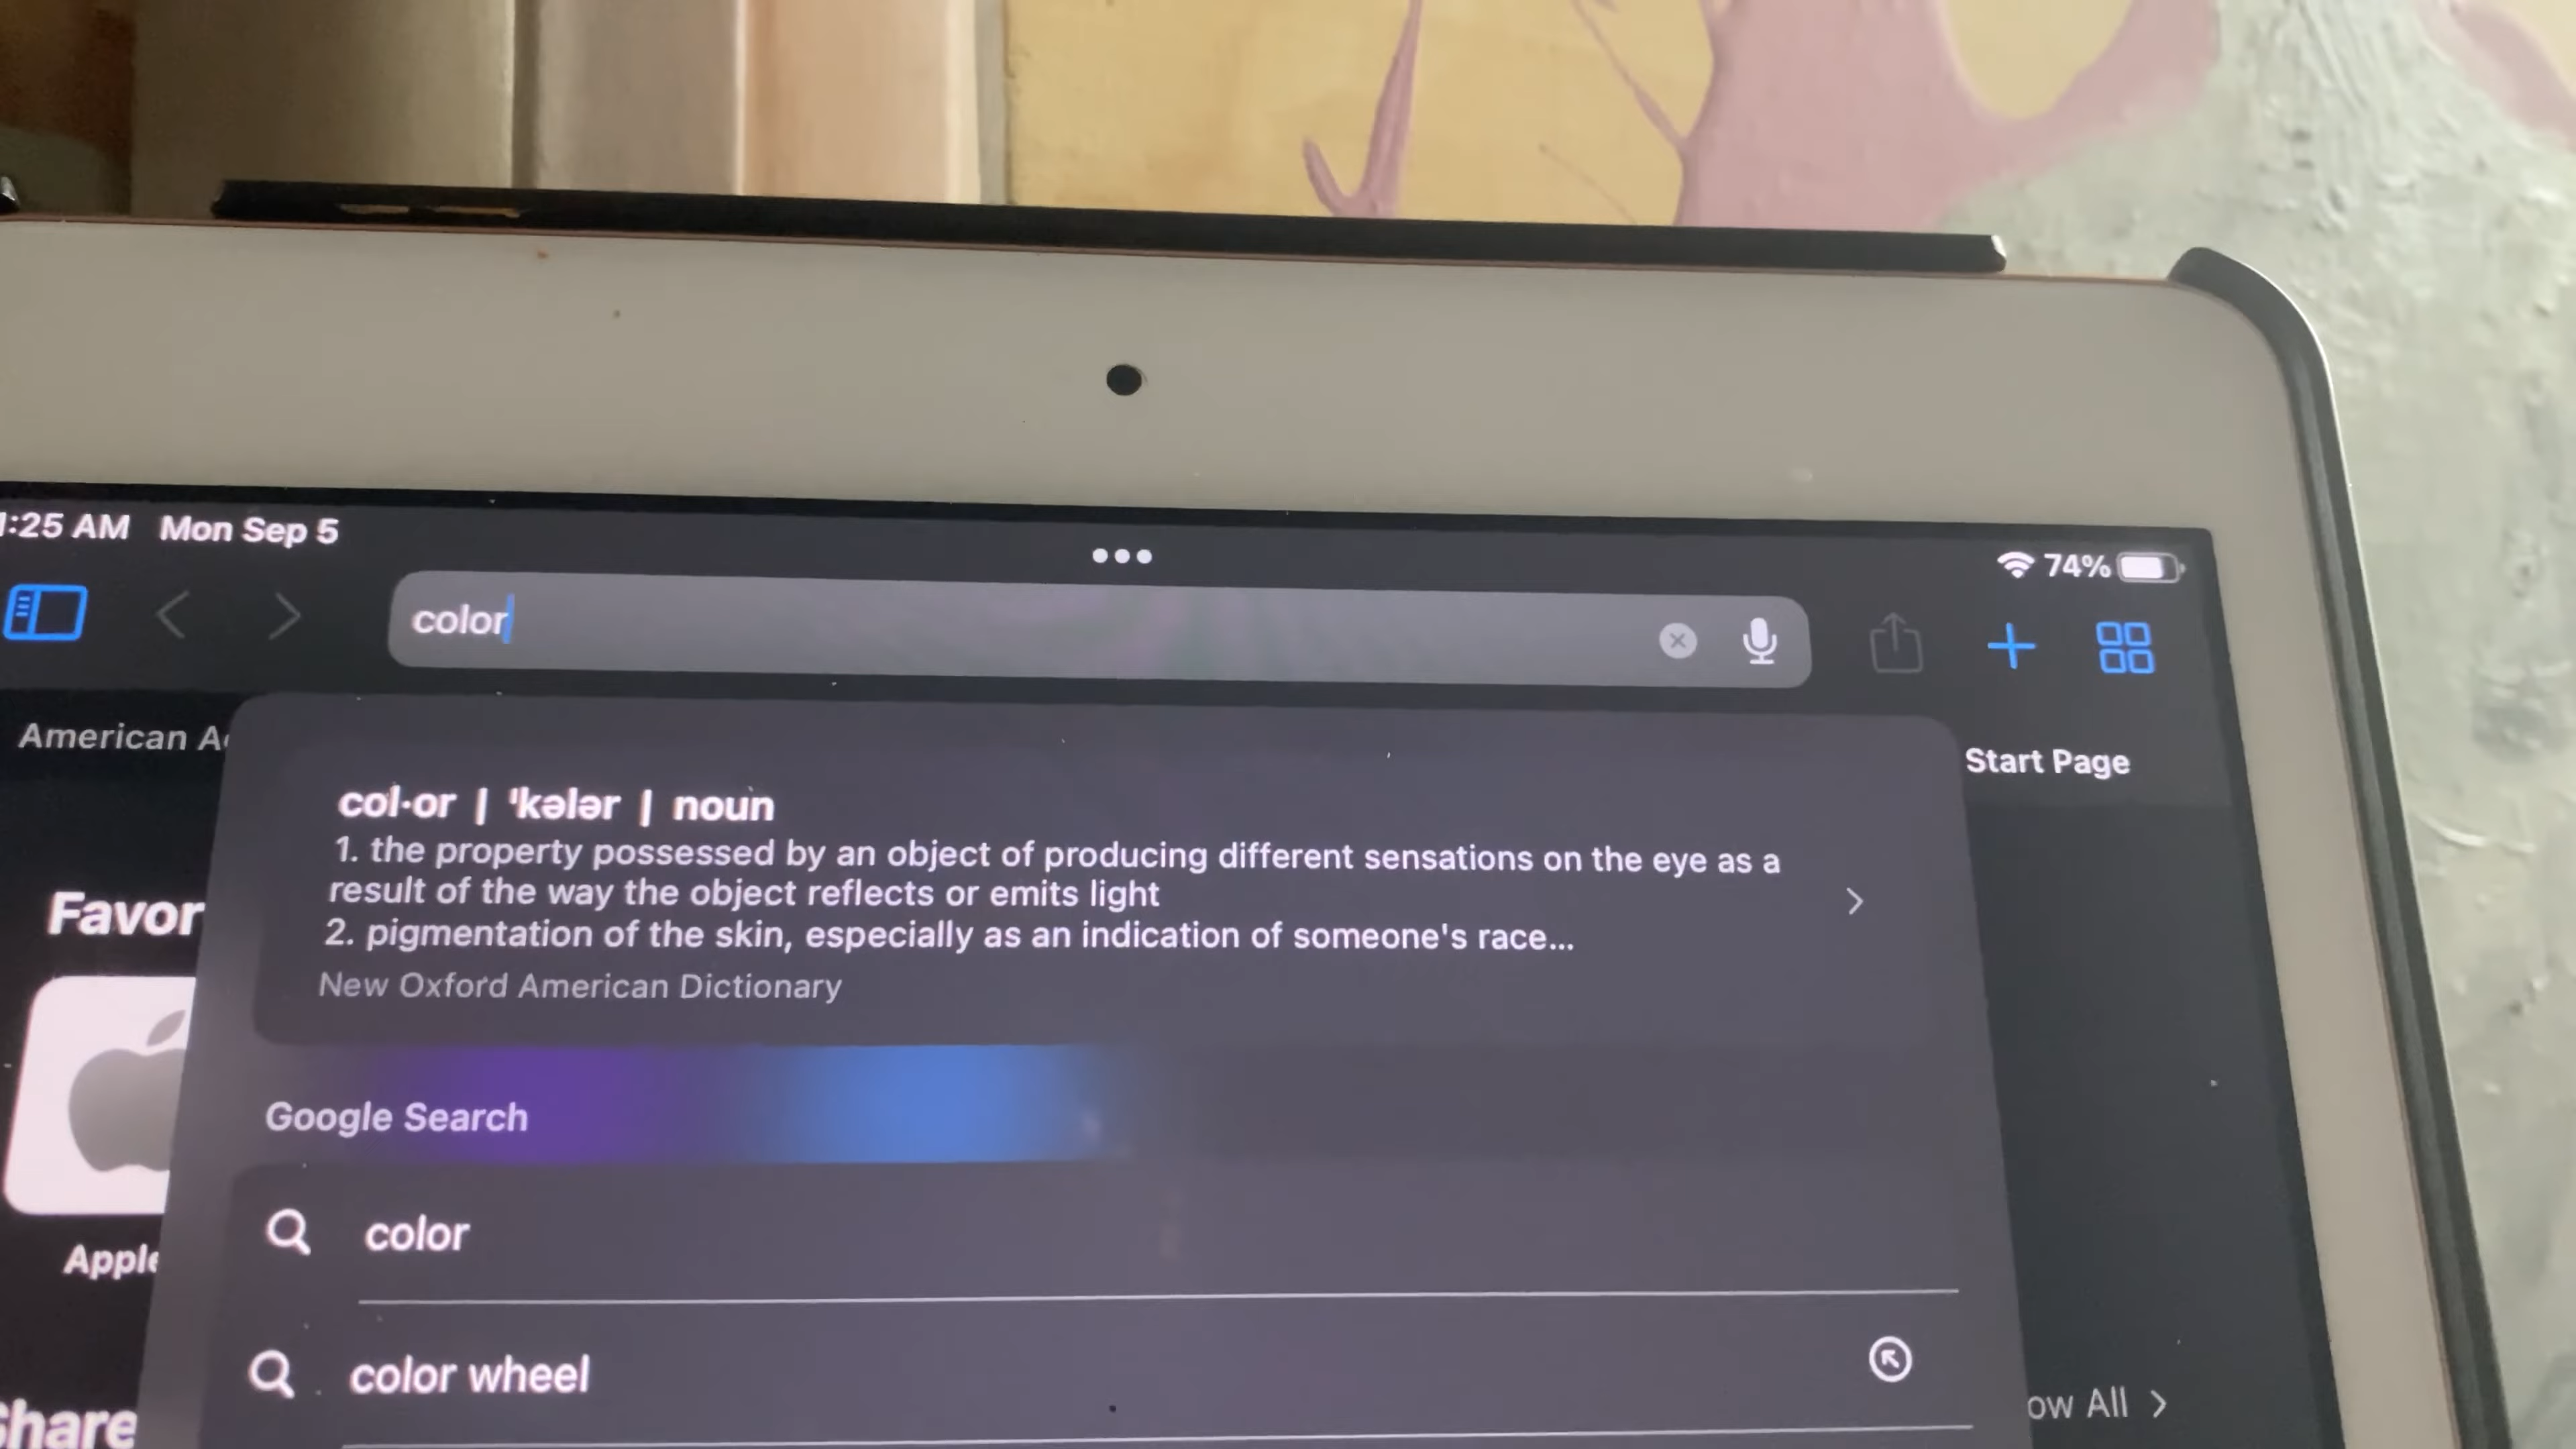 :25 AM Mon Sep 5
74%
color
American A
Start Page
col·or | ˈkələr | noun
1. the property possessed by an object of producing different sensations on the eye as a
result of the way the object reflects or emits light
2. pigmentation of the skin, especially as an indication of someone's race...
New Oxford American Dictionary
Favor
Google Search
color
Apple
color wheel
Share
ow All